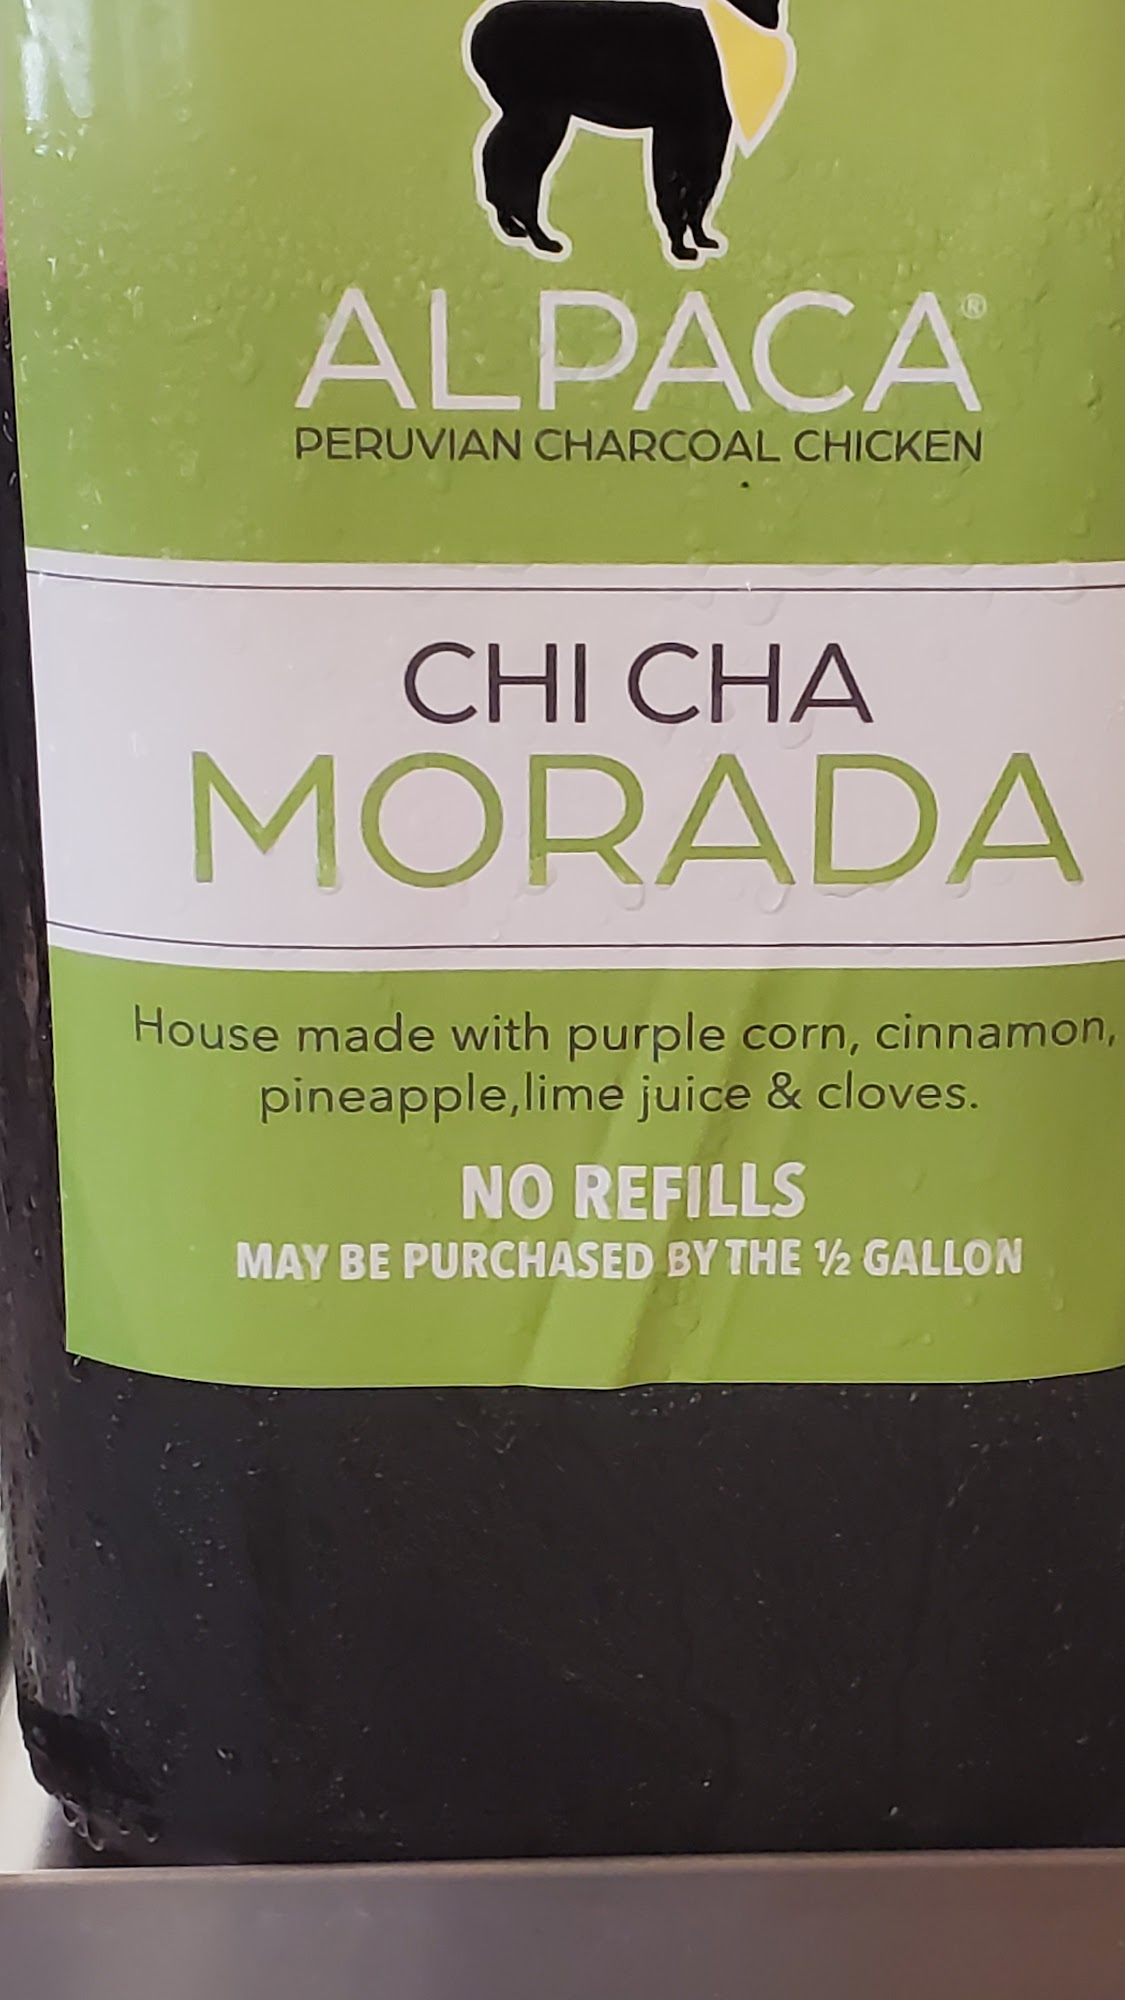 ALPACA®
PERUVIAN CHARCOAL CHICKEN
CHI CHA
MORADA
House made with purple corn, cinnamon,
pineapple,lime juice & cloves.
NO REFILLS
MAY BE PURCHASED BY THE ½ GALLON